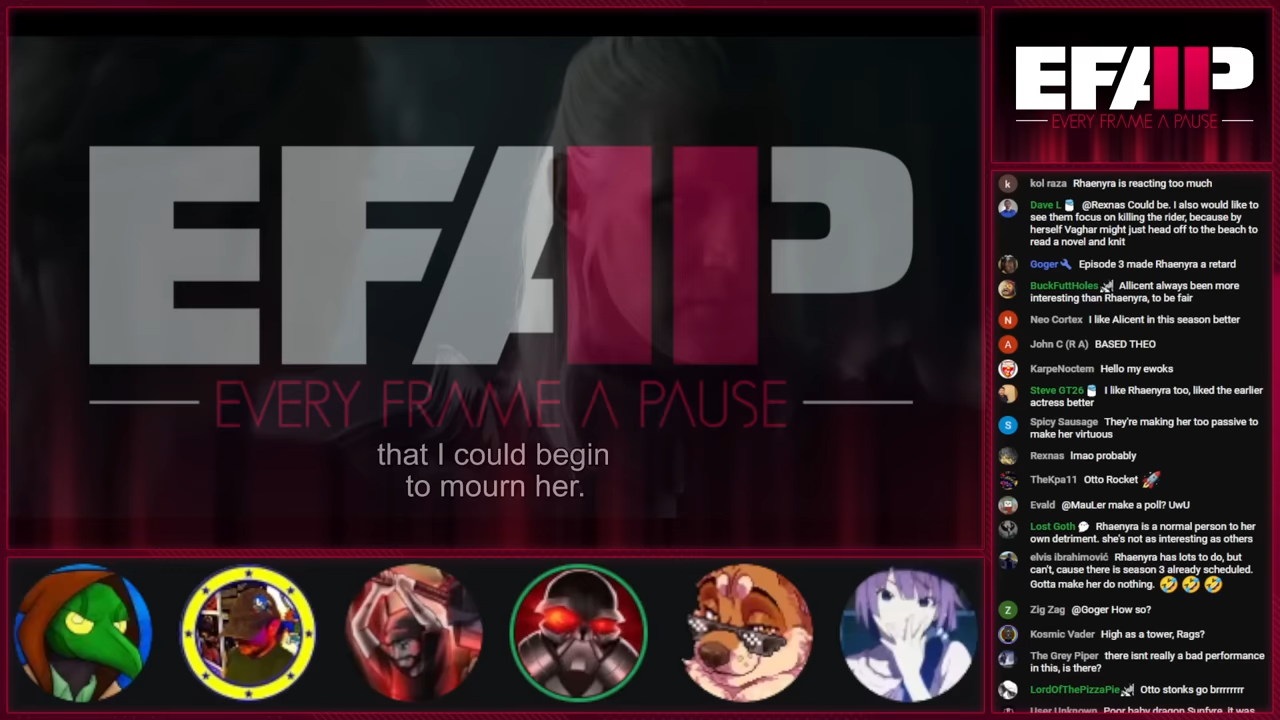 EFAP
EVERY FRAME A PAUSE
that I could begin
to mourn her.
EFAP
EVERY FRAME A PAUSE
k kol raza Rhaenyra is reacting too much
Dave L @Rexnas Could be. I also would like to
see them focus on killing the rider, because by
herself Vaghar might just head off to the beach to
read a novel and knit
Goger Episode 3 made Rhaenyra a retard
BuckFuttHoles Allicent always been more
interesting than Rhaenyra, to be fair
N Neo Cortex I like Alicent in this season better
A John C (R A) BASED THEO
KarpeNoctem Hello my ewoks
Steve GT26 I like Rhaenyra too, liked the earlier
actress better
S Spicy Sausage They're making her too passive to
make her virtuous
Rexnas lmao probably
TheKpa11 Otto Rocket 🚀
Evald @MauLer make a poll? UwU
Lost Goth Rhaenyra is a normal person to her
own detriment. she's not as interesting as others
elvis ibrahimović Rhaenyra has lots to do, but
can't, cause there is season 3 already scheduled.
Gotta make her do nothing. 🤣 🤣 🤣
Z Zig Zag @Goger How so?
Kosmic Vader High as a tower, Rags?
The Grey Piper there isnt really a bad performance
in this, is there?
LordOfThePizzaPie Otto stonks go brrrrrrrr
User Unknown Poor baby dragon Sunfyre, it was